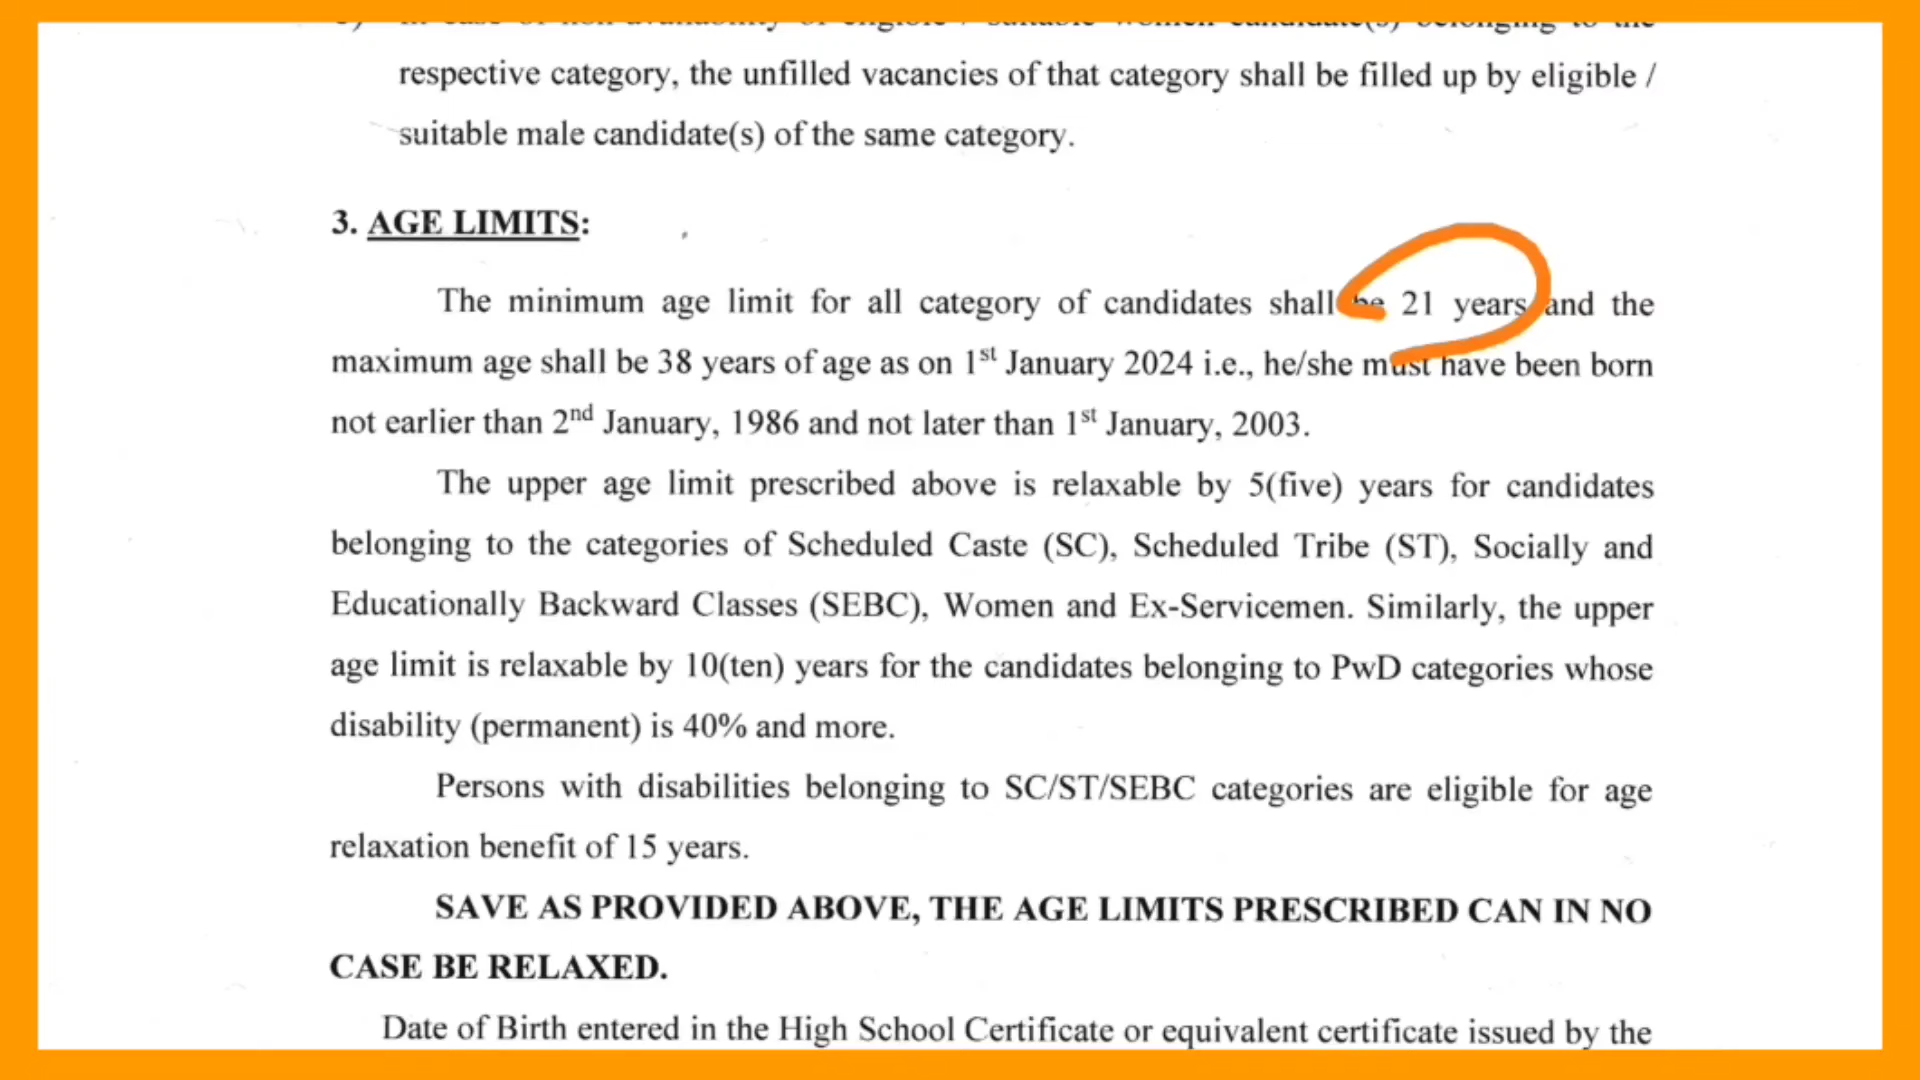 respective category, the unfilled vacancies of that category shall be filled up by eligible /
suitable male candidate(s) of the same category.
3. AGE LIMITS:
The minimum age limit for all category of candidates shall be 21 years and the
maximum age shall be 38 years of age as on 1st January 2024 i.e., he/she must have been born
not earlier than 2nd January, 1986 and not later than 1st January, 2003.
The upper age limit prescribed above is relaxable by 5(five) years for candidates
belonging to the categories of Scheduled Caste (SC), Scheduled Tribe (ST), Socially and
Educationally Backward Classes (SEBC), Women and Ex-Servicemen. Similarly, the upper
age limit is relaxable by 10(ten) years for the candidates belonging to PwD categories whose
disability (permanent) is 40% and more.
Persons with disabilities belonging to SC/ST/SEBC categories are eligible for age
relaxation benefit of 15 years.
SAVE AS PROVIDED ABOVE, THE AGE LIMITS PRESCRIBED CAN IN NO
CASE BE RELAXED.
Date of Birth entered in the High School Certificate or equivalent certificate issued by the